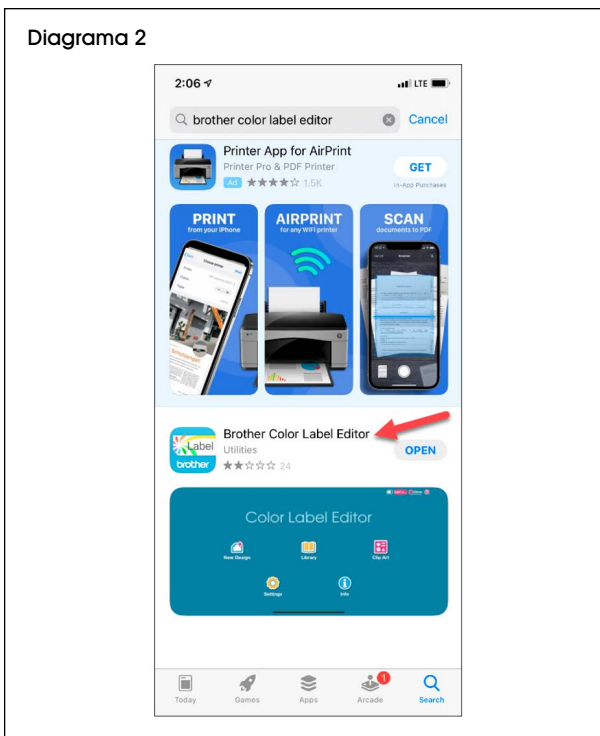 Diagrama 2
2:06
LTE
brother color label editor
Cancel
Printer App for AirPrint
Printer Pro & PDF Printer
GET
Ad ★★★★☆ 1.5K
In-App Purchases
PRINT
from your iPhone
AIRPRINT
for any WiFi printer
SCAN
documents to PDF
Brother Color Label Editor
Utilities
OPEN
★★☆☆☆ 24
Label
brother
Color Label Editor
New Design
Library
Clip Art
Settings
Info
Today
Games
Apps
Arcade
1
Search